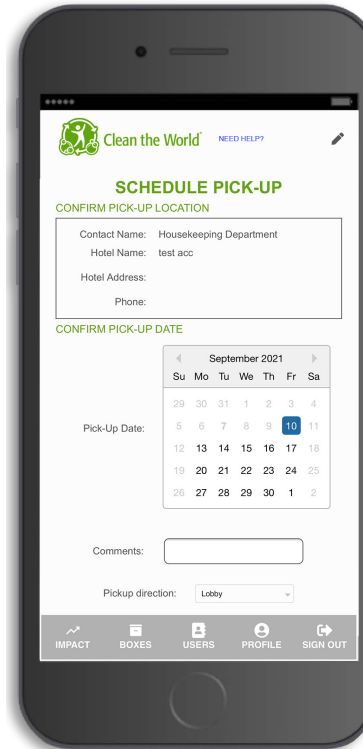 Clean the World®
NEED HELP?
SCHEDULE PICK-UP
CONFIRM PICK-UP LOCATION
Contact Name: Housekeeping Department
Hotel Name: test acc
Hotel Address:
Phone:
CONFIRM PICK-UP DATE
September 2021
Su Mo Tu We Th Fr Sa
29 30 31 1 2 3 4
Pick-Up Date: 5 6 7 8 9 10 11
12 13 14 15 16 17 18
19 20 21 22 23 24 25
26 27 28 29 30 1 2
Comments:
Pickup direction: Lobby
IMPACT BOXES USERS PROFILE SIGN OUT